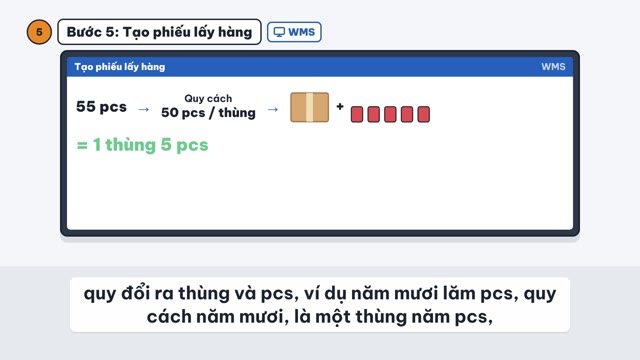 5 Bước 5: Tạo phiếu lấy hàng WMS
Tạo phiếu lấy hàng WMS
55 pcs → Quy cách → +
50 pcs / thùng
= 1 thùng 5 pcs
quy đổi ra thùng và pcs, ví dụ năm mươi lăm pcs, quy
cách năm mươi, là một thùng năm pcs,